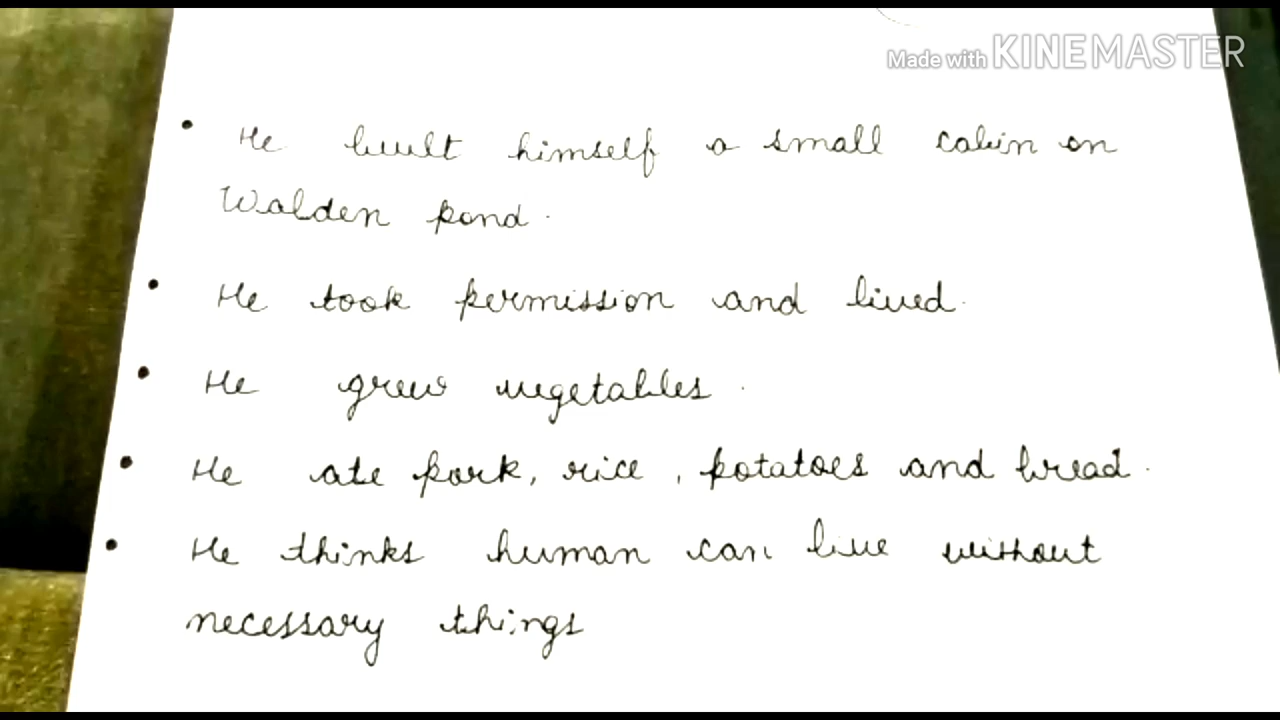 Made with KINEMASTER
• He built himself a small cabin on
Walden pond.
• He took permission and lived.
• He grew vegetables.
• He ate pork, rice, potatoes and bread.
• He thinks human can live without
necessary things